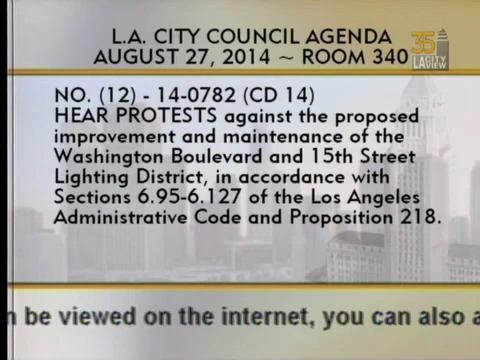 L.A. CITY COUNCIL AGENDA
AUGUST 27, 2014 ~ ROOM 340
35
LA CITY
VIEW
NO. (12) - 14-0782 (CD 14)
HEAR PROTESTS against the proposed
improvement and maintenance of the
Washington Boulevard and 15th Street
Lighting District, in accordance with
Sections 6.95-6.127 of the Los Angeles
Administrative Code and Proposition 218.
be viewed on the internet, you can also